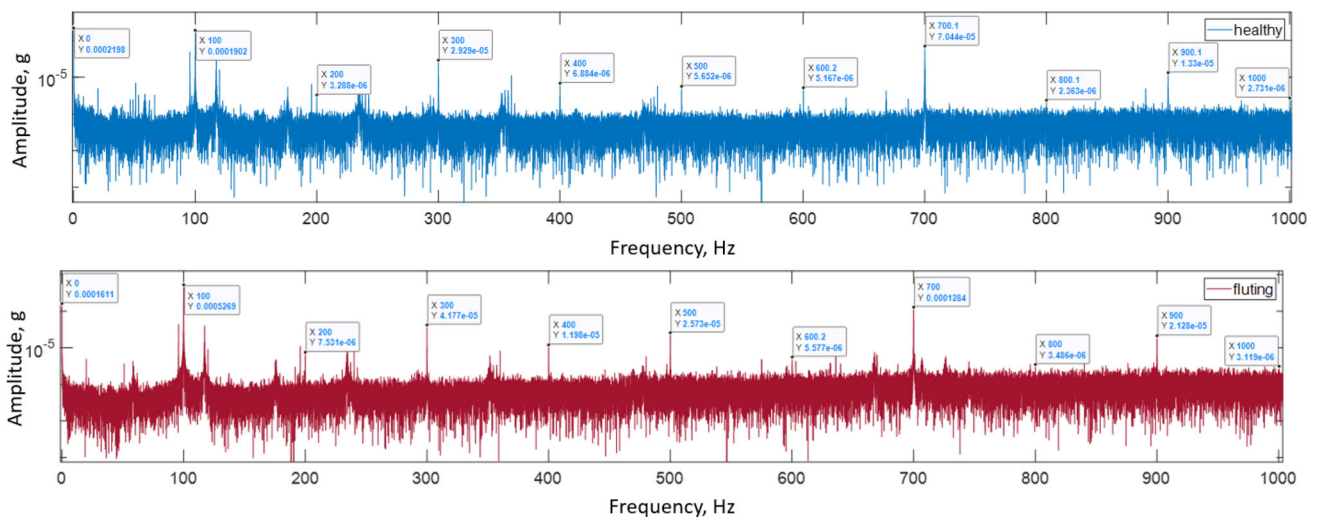 healthy
Amplitude, g
10-5
X 0
Y 0.0002198
X 100
Y 0.0001902
X 200
Y 3.288e-06
X 300
Y 2.929e-05
X 400
Y 6.884e-06
X 500
Y 5.652e-06
X 600.2
Y 5.167e-06
X 700.1
Y 7.044e-05
X 800.1
Y 2.363e-06
X 900.1
Y 1.33e-05
X 1000
Y 2.731e-06
0 100 200 300 400 500 600 700 800 900 1000
Frequency, Hz
fluting
Amplitude, g
10-5
X 0
Y 0.0001611
X 100
Y 0.0005269
X 200
Y 7.531e-06
X 300
Y 4.177e-05
X 400
Y 1.198e-05
X 500
Y 2.573e-05
X 600.2
Y 5.577e-06
X 700
Y 0.0001284
X 800
Y 3.486e-06
X 900
Y 2.128e-05
X 1000
Y 3.119e-06
0 100 200 300 400 500 600 700 800 900 1000
Frequency, Hz